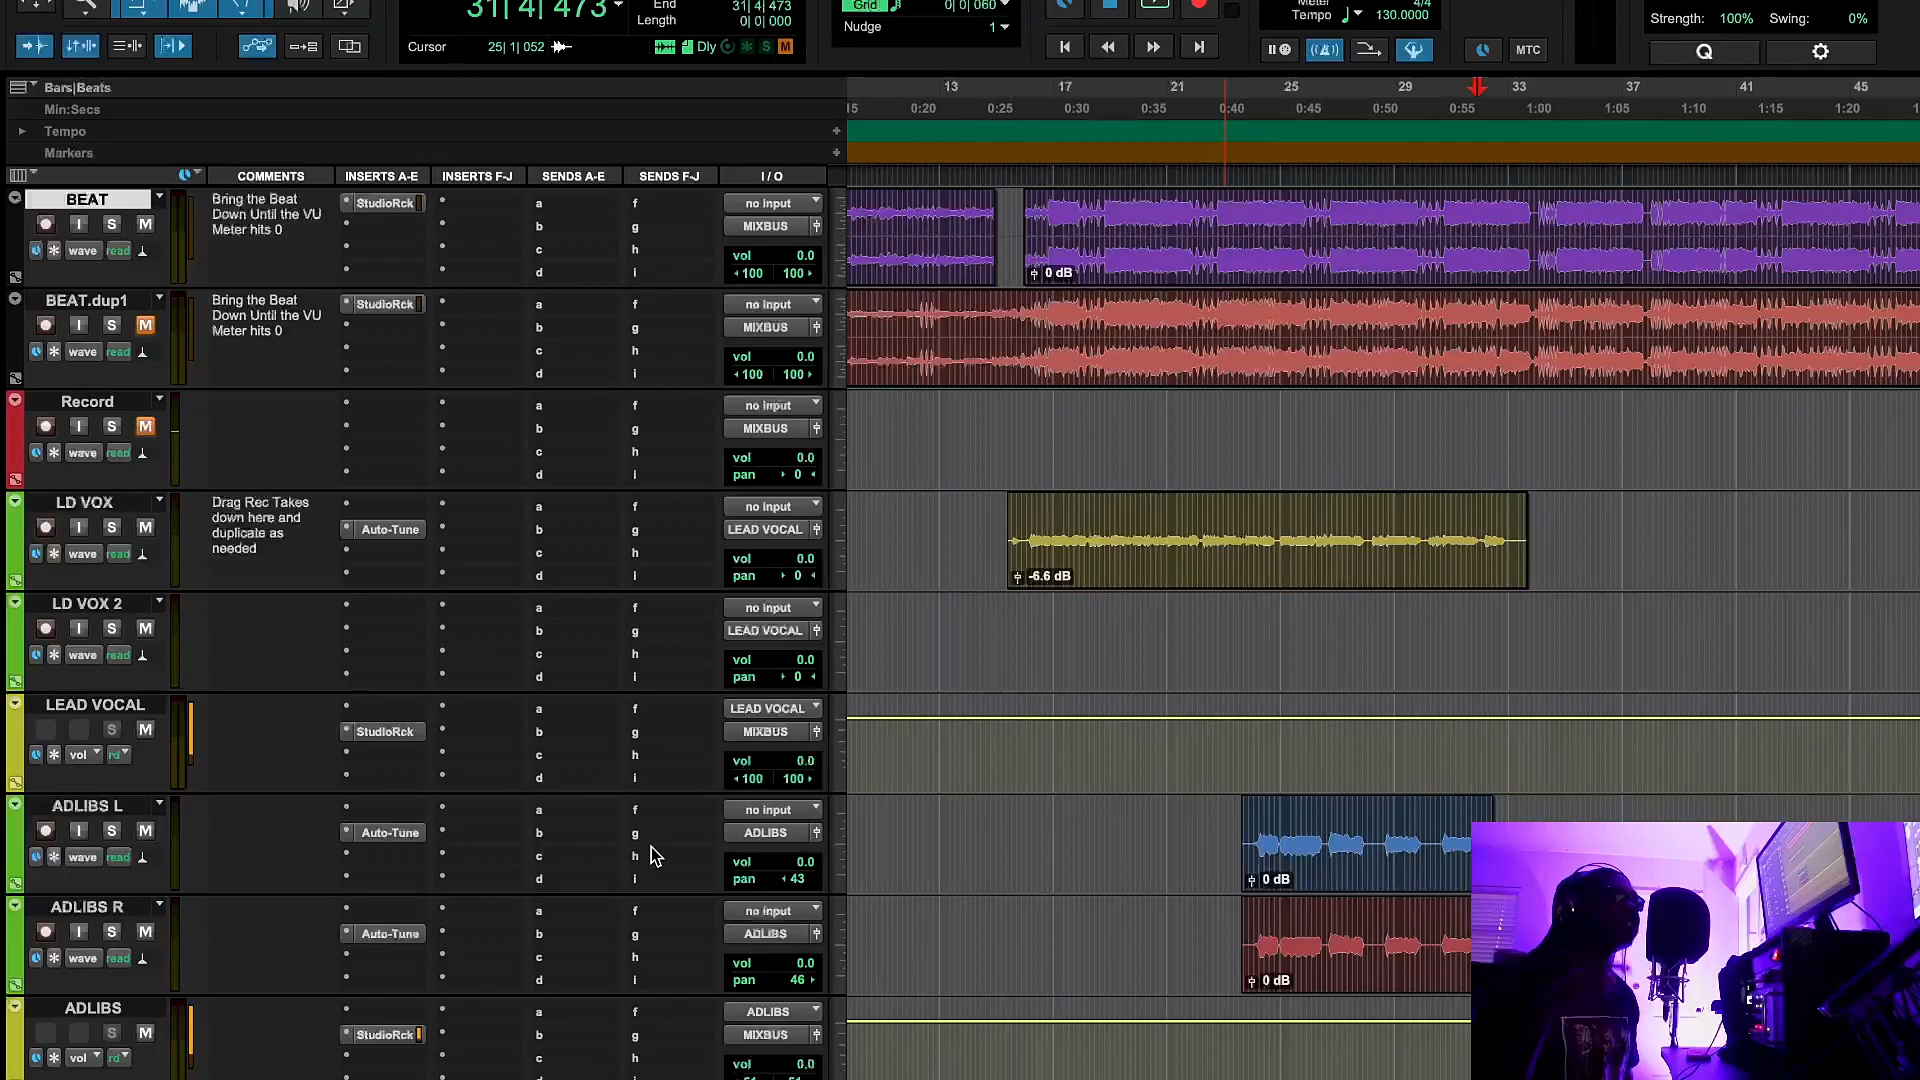 31| 4| 473
End 31| 4| 473
Length 0| 0| 000
Cursor 25| 1| 052
Dly S M
Grid 0| 0| 060
Nudge 1
Meter 4/4
Tempo 130.0000
MTC
Strength: 100% Swing: 0%
Q
Bars|Beats 13 17 21 25 29 33 37 41 45
Min:Secs 15 0:20 0:25 0:30 0:35 0:40 0:45 0:50 0:55 1:00 1:05 1:10 1:15 1:20
Tempo
Markers
COMMENTS INSERTS A-E INSERTS F-J SENDS A-E SENDS F-J I / O
BEAT
I S M
wave read
Bring the Beat
Down Until the VU
Meter hits 0
StudioRck
a f no input
b g MIXBUS
c h vol 0.0
d i 100 100
0 dB
BEAT.dup1
I S M
wave read
Bring the Beat
Down Until the VU
Meter hits 0
StudioRck
a f no input
b g MIXBUS
c h vol 0.0
d i 100 100
Record
I S M
wave read
a f no input
b g MIXBUS
c h vol 0.0
d i pan 0
LD VOX
I S M
wave read
Drag Rec Takes
down here and
duplicate as
needed
Auto-Tune
a f no input
b g LEAD VOCAL
c h vol 0.0
d i pan 0
-6.6 dB
LD VOX 2
I S M
wave read
a f no input
b g LEAD VOCAL
c h vol 0.0
d i pan 0
LEAD VOCAL
S M
vol rd
StudioRck
a f LEAD VOCAL
b g MIXBUS
c h vol 0.0
d i 100 100
ADLIBS L
I S M
wave read
Auto-Tune
a f no input
b g ADLIBS
c h vol 0.0
d i pan 43
0 dB
ADLIBS R
I S M
wave read
Auto-Tune
a f no input
b g ADLIBS
c h vol 0.0
d i pan 46
0 dB
ADLIBS
S M
vol rd
StudioRck
a f ADLIBS
b g MIXBUS
c h vol 0.0